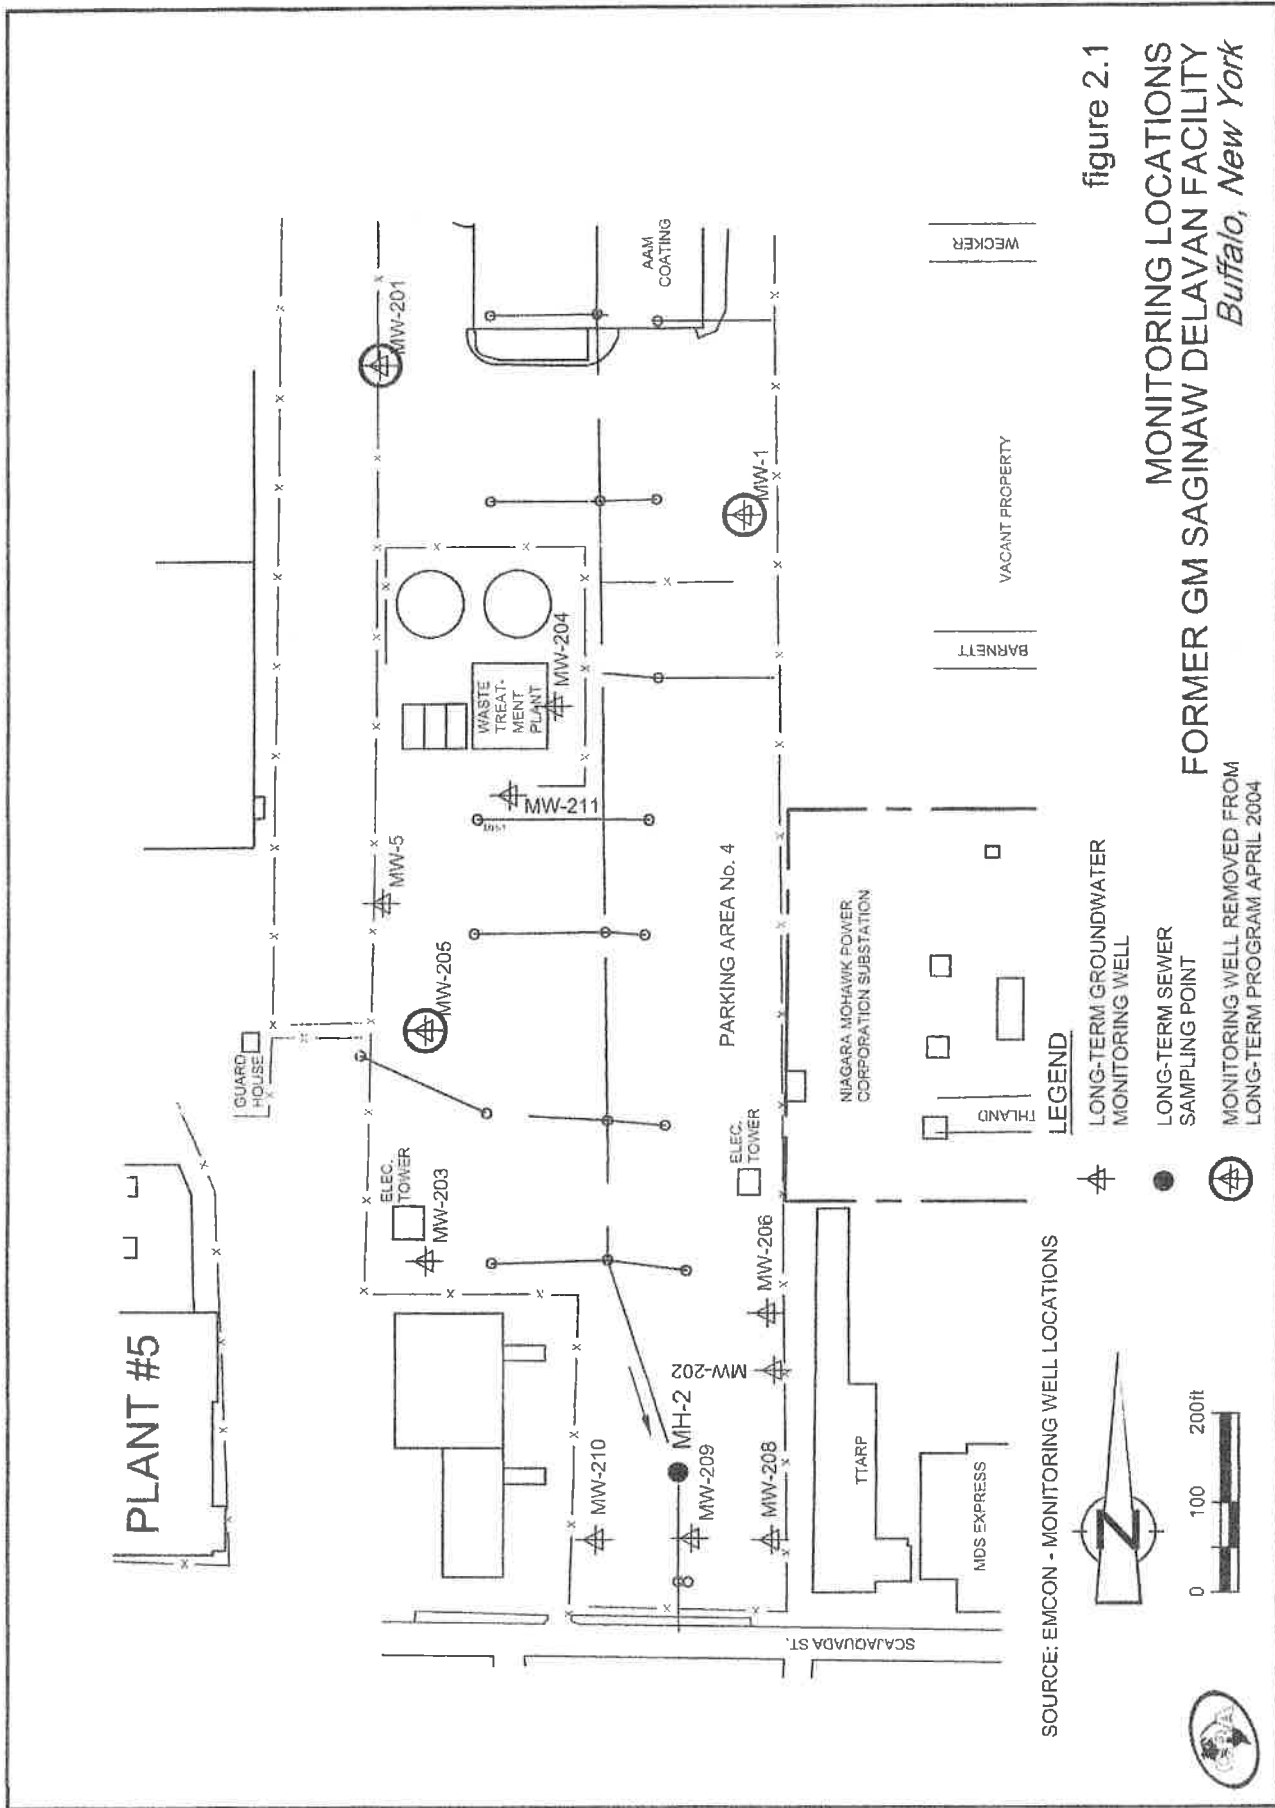 PLANT #5
GUARD
HOUSE
ELEC.
TOWER
MW-203
MW-205
MW-5
MW-201
MW-211
WASTE
TREAT-
MENT
PLANT
MW-204
AAM
COATING
MW-1
MW-210
MH-2
MW-209
MW-208
MW-202
MW-206
ELEC.
TOWER
PARKING AREA No. 4
SCAJAQUADA ST.
TTARP
MDS EXPRESS
NIAGARA MOHAWK POWER
CORPORATION SUBSTATION
THLAND
BARNETT
VACANT PROPERTY
WECKER
SOURCE: EMCON - MONITORING WELL LOCATIONS
N
0 100 200ft
LEGEND
LONG-TERM GROUNDWATER
MONITORING WELL
LONG-TERM SEWER
SAMPLING POINT
MONITORING WELL REMOVED FROM
LONG-TERM PROGRAM APRIL 2004
figure 2.1
MONITORING LOCATIONS
FORMER GM SAGINAW DELAVAN FACILITY
Buffalo, New York
CRA